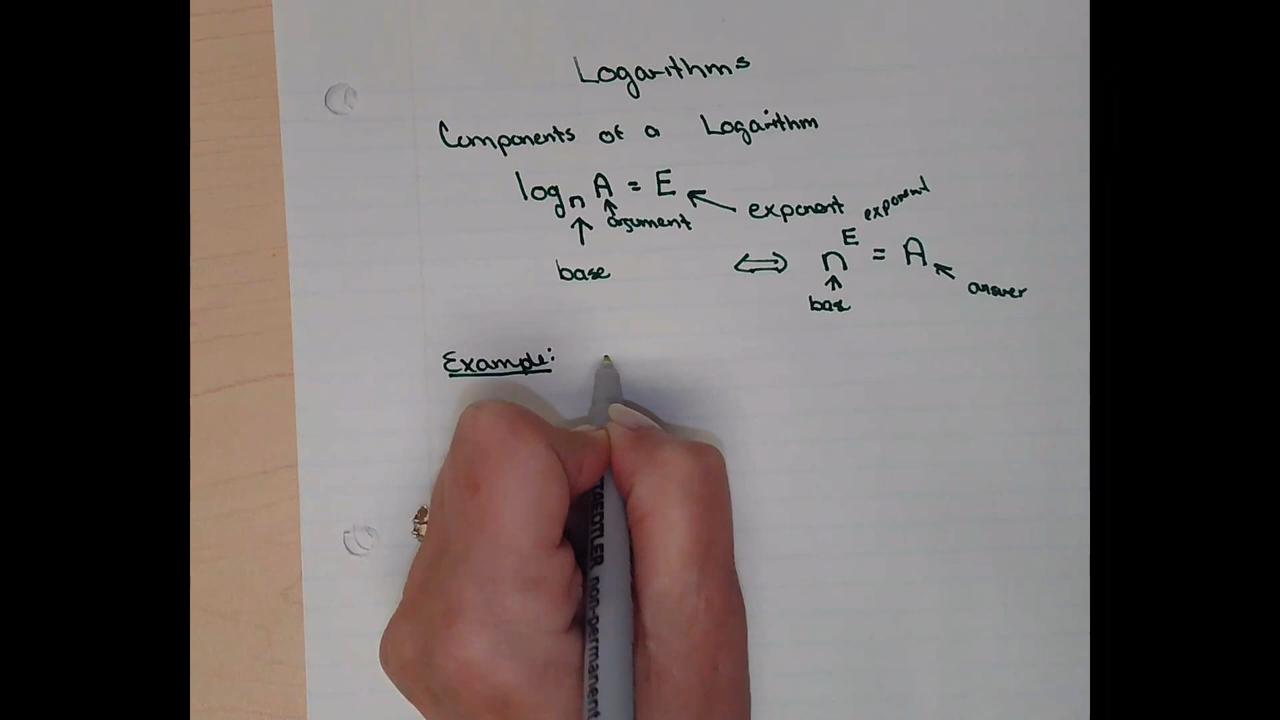 Logarithms
Components of a Logarithm
logₙ A = E
exponent
argument
base
⇔ nᴱ = A
exponent
base
answer
Example:
STAEDTLER non-permanent